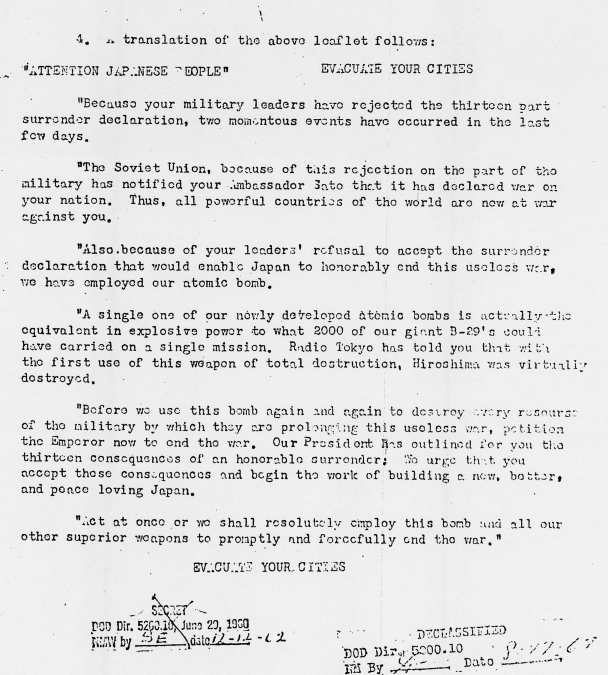 4. A translation of the above leaflet follows:
"ATTENTION JAPANESE PEOPLE" EVACUATE YOUR CITIES
"Because your military leaders have rejected the thirteen part
surrender declaration, two momentous events have occurred in the last
few days.
"The Soviet Union, because of this rejection on the part of the
military has notified your Ambassador Sato that it has declared war on
your nation. Thus, all powerful countries of the world are now at war
against you.
"Also because of your leaders' refusal to accept the surrender
declaration that would enable Japan to honorably end this useless war,
we have employed our atomic bomb.
"A single one of our newly developed atomic bombs is actually the
equivalent in explosive power to what 2000 of our giant B-29's could
have carried on a single mission. Radio Tokyo has told you that with
the first use of this weapon of total destruction, Hiroshima was virtually
destroyed.
"Before we use this bomb again and again to destroy every resourse
of the military by which they are prolonging this useless war, petition
the Emperor now to end the war. Our President has outlined for you the
thirteen consequences of an honorable surrender; We urge that you
accept these consequences and begin the work of building a new, better,
and peace loving Japan.
"Act at once or we shall resolutely employ this bomb and all our
other superior weapons to promptly and forcefully end the war."
EVACUATE YOUR CITIES
SECRET
DOD Dir. 5200.10, June 29, 1960
NMW by SE date 12-12-62
DECLASSIFIED
DOD Dir. 5200.10
By Date